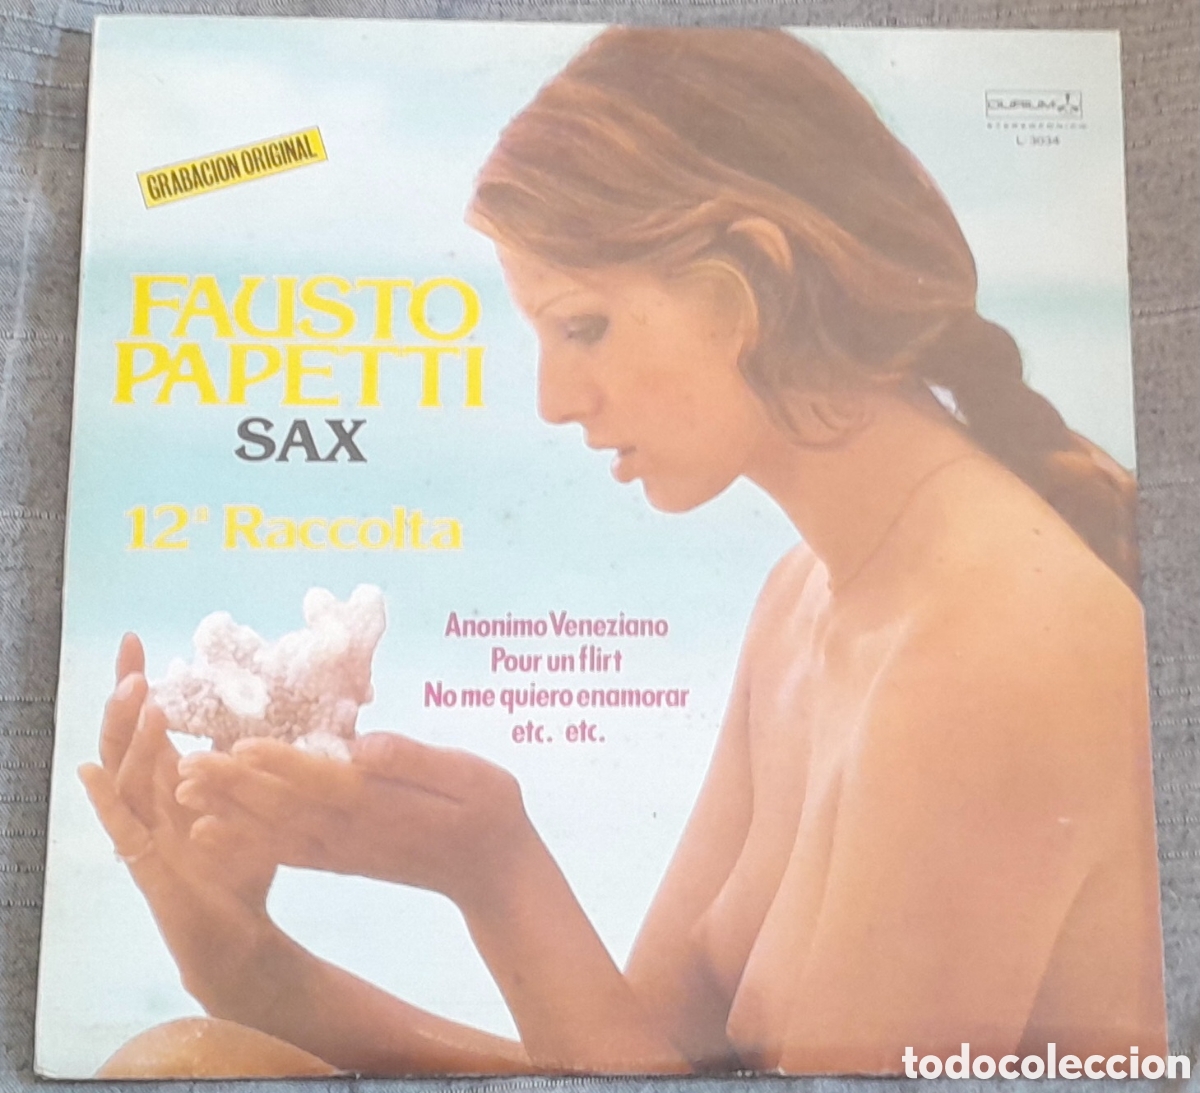 GRABACION ORIGINAL
DURIUM
STEREOFONICO
L-3034
FAUSTO
PAPETTI
SAX
12ª Raccolta
Anonimo Veneziano
Pour un flirt
No me quiero enamorar
etc. etc.
todocoleccion